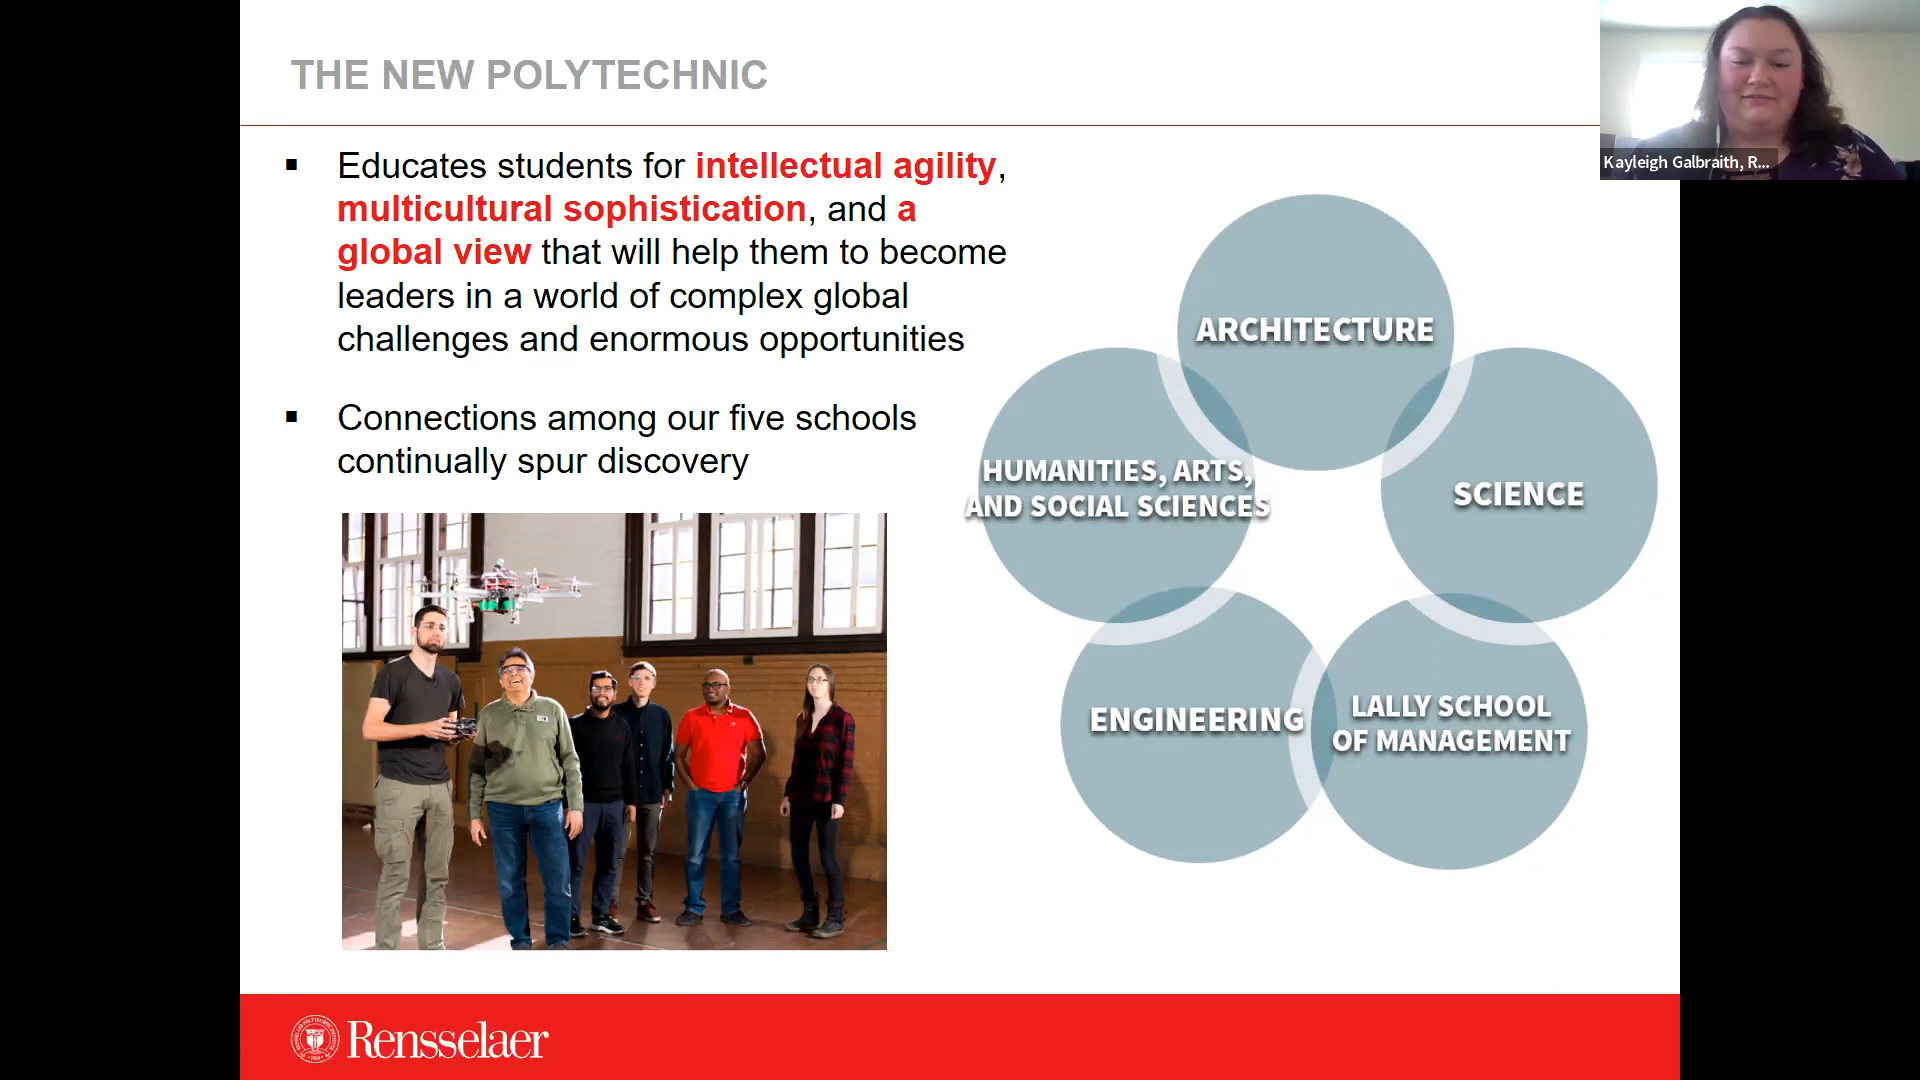 THE NEW POLYTECHNIC
Kayleigh Galbraith, R...
▪ Educates students for intellectual agility,
multicultural sophistication, and a
global view that will help them to become
leaders in a world of complex global
challenges and enormous opportunities
▪ Connections among our five schools
continually spur discovery
ARCHITECTURE
HUMANITIES, ARTS,
AND SOCIAL SCIENCES
SCIENCE
ENGINEERING
LALLY SCHOOL
OF MANAGEMENT
Rensselaer